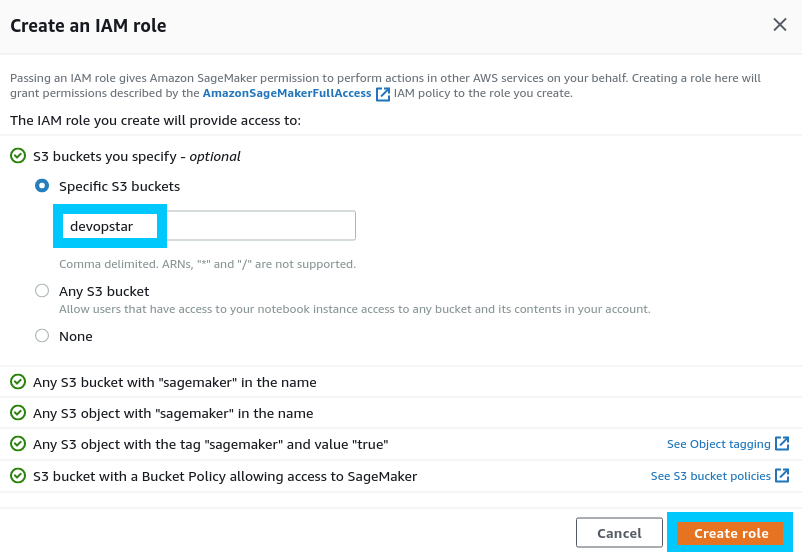 Create an IAM role
Passing an IAM role gives Amazon SageMaker permission to perform actions in other AWS services on your behalf. Creating a role here will
grant permissions described by the AmazonSageMakerFullAccess IAM policy to the role you create.
The IAM role you create will provide access to:
S3 buckets you specify - optional
Specific S3 buckets
devopstar
Comma delimited. ARNs, "*" and "/" are not supported.
Any S3 bucket
Allow users that have access to your notebook instance access to any bucket and its contents in your account.
None
Any S3 bucket with "sagemaker" in the name
Any S3 object with "sagemaker" in the name
Any S3 object with the tag "sagemaker" and value "true" See Object tagging
S3 bucket with a Bucket Policy allowing access to SageMaker See S3 bucket policies
Cancel Create role